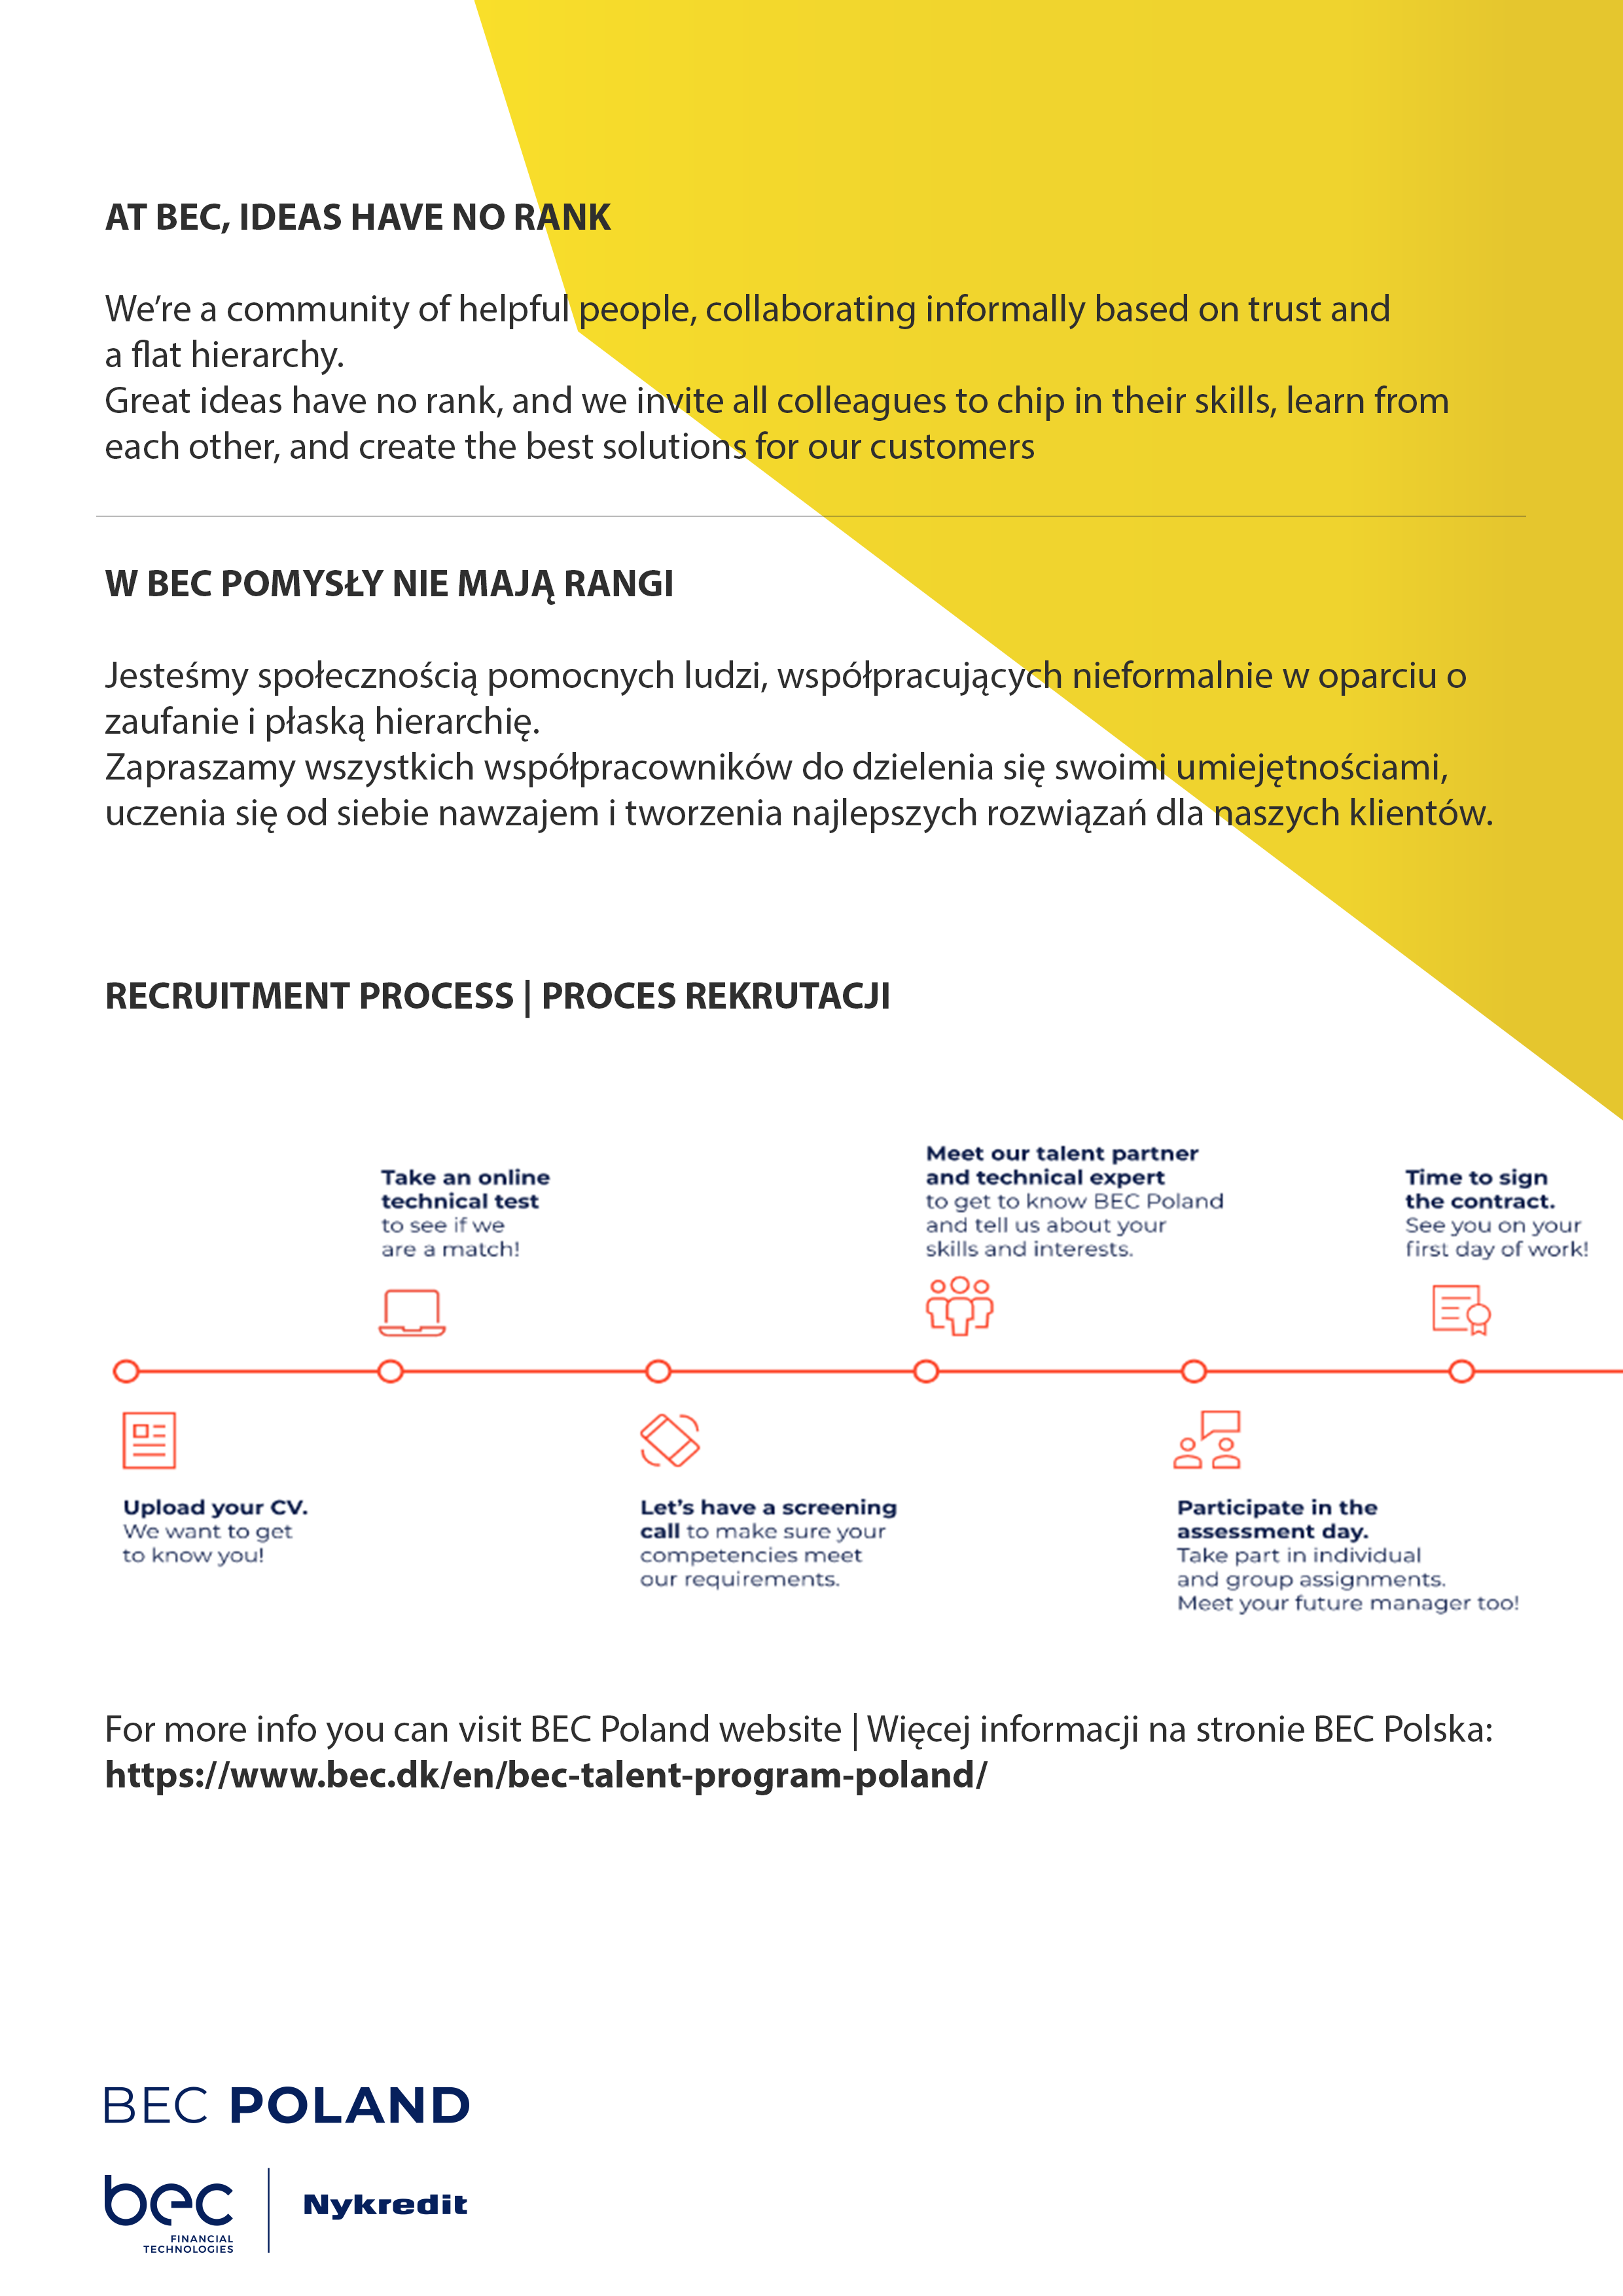 AT BEC, IDEAS HAVE NO RANK
We're a community of helpful people, collaborating informally based on trust and
a flat hierarchy.
Great ideas have no rank, and we invite all colleagues to chip in their skills, learn from
each other, and create the best solutions for our customers
W BEC POMYSŁY NIE MAJĄ RANGI
Jesteśmy społecznością pomocnych ludzi, współpracujących nieformalnie w oparciu o
zaufanie i płaską hierarchię.
Zapraszamy wszystkich współpracowników do dzielenia się swoimi umiejętnościami,
uczenia się od siebie nawzajem i tworzenia najlepszych rozwiązań dla naszych klientów.
RECRUITMENT PROCESS | PROCES REKRUTACJI
Upload your CV.
We want to get
to know you!
Take an online
technical test
to see if we
are a match!
Let's have a screening
call to make sure your
competencies meet
our requirements.
Meet our talent partner
and technical expert
to get to know BEC Poland
and tell us about your
skills and interests.
Participate in the
assessment day.
Take part in individual
and group assignments.
Meet your future manager too!
Time to sign
the contract.
See you on your
first day of work!
For more info you can visit BEC Poland website | Więcej informacji na stronie BEC Polska:
https://www.bec.dk/en/bec-talent-program-poland/
BEC POLAND
bec
FINANCIAL
TECHNOLOGIES
Nykredit